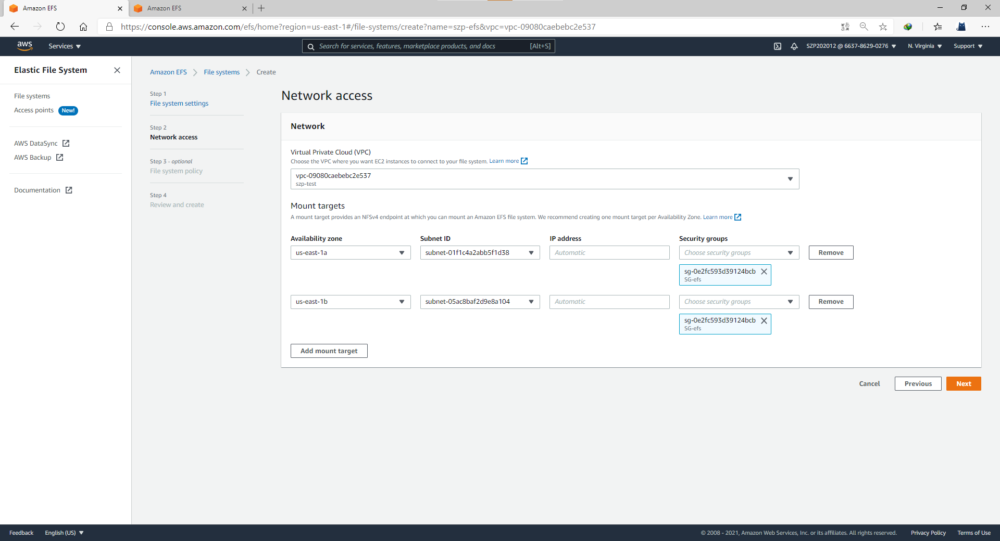 Amazon EFS
Amazon EFS
https://console.aws.amazon.com/efs/home?region=us-east-1#/file-systems/create?name=szp-efs&vpc=vpc-09080caebebc2e537
aws
Services
Search for services, features, marketplace products, and docs
[Alt+S]
SZP202012 @ 6637-8629-0276
N. Virginia
Support
Elastic File System
File systems
Access points New!
AWS DataSync
AWS Backup
Documentation
Amazon EFS
File systems
Create
Step 1
File system settings
Step 2
Network access
Step 3 - optional
File system policy
Step 4
Review and create
Network access
Network
Virtual Private Cloud (VPC)
Choose the VPC where you want EC2 instances to connect to your file system. Learn more
vpc-09080caebebc2e537
szp-test
Mount targets
A mount target provides an NFSv4 endpoint at which you can mount an Amazon EFS file system. We recommend creating one mount target per Availability Zone. Learn more
Availability zone Subnet ID IP address Security groups
us-east-1a subnet-01f1c4a2abb5f1d38 Automatic Choose security groups Remove
sg-0e2fc593d39124bcb
SG-efs
us-east-1b subnet-05ac8baf2d9e8a104 Automatic Choose security groups Remove
sg-0e2fc593d39124bcb
SG-efs
Add mount target
Cancel Previous Next
Feedback English (US) © 2008 - 2021, Amazon Web Services, Inc. or its affiliates. All rights reserved. Privacy Policy Terms of Use